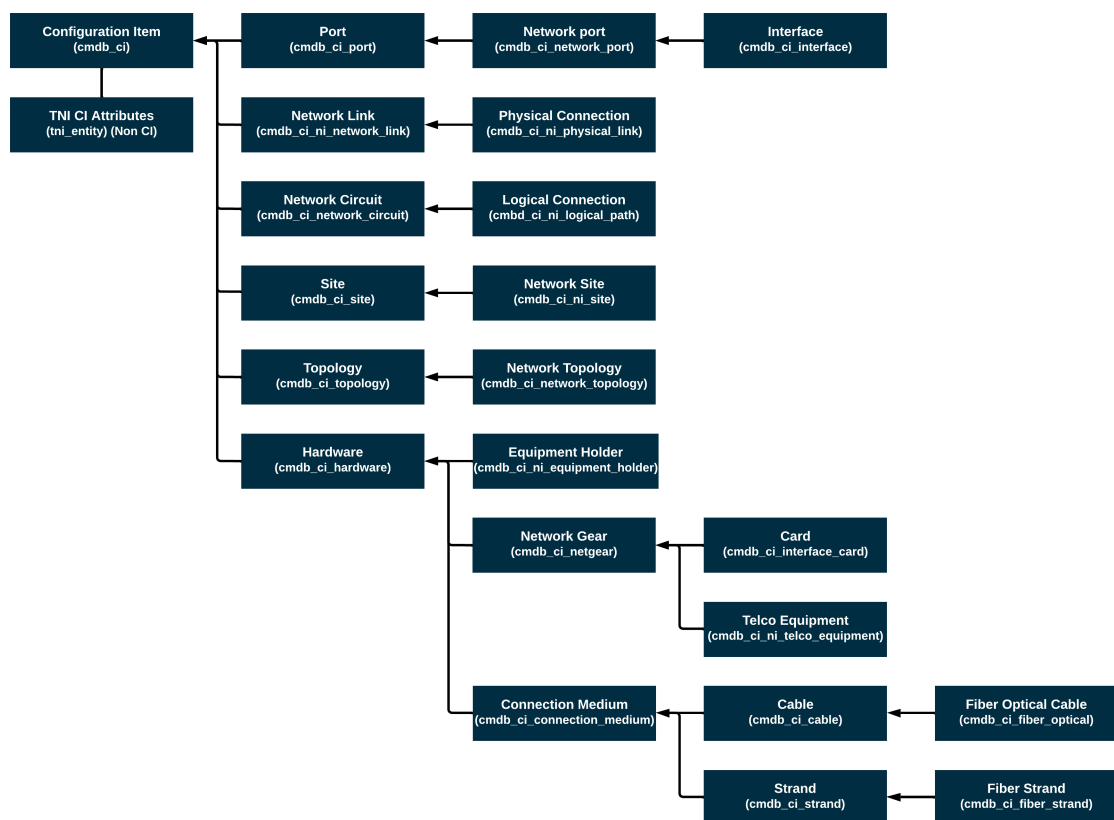 Configuration Item
(cmdb_ci)
Port
(cmdb_ci_port)
Network port
(cmdb_ci_network_port)
Interface
(cmdb_ci_interface)
TNI CI Attributes
(tni_entity) (Non CI)
Network Link
(cmdb_ci_ni_network_link)
Physical Connection
(cmdb_ci_ni_physical_link)
Network Circuit
(cmdb_ci_network_circuit)
Logical Connection
(cmbd_ci_ni_logical_path)
Site
(cmdb_ci_site)
Network Site
(cmdb_ci_ni_site)
Topology
(cmdb_ci_topology)
Network Topology
(cmdb_ci_network_topology)
Hardware
(cmdb_ci_hardware)
Equipment Holder
(cmdb_ci_ni_equipment_holder)
Network Gear
(cmdb_ci_netgear)
Card
(cmdb_ci_interface_card)
Telco Equipment
(cmdb_ci_ni_telco_equipment)
Connection Medium
(cmdb_ci_connection_medium)
Cable
(cmdb_ci_cable)
Fiber Optical Cable
(cmdb_ci_fiber_optical)
Strand
(cmdb_ci_strand)
Fiber Strand
(cmdb_ci_fiber_strand)